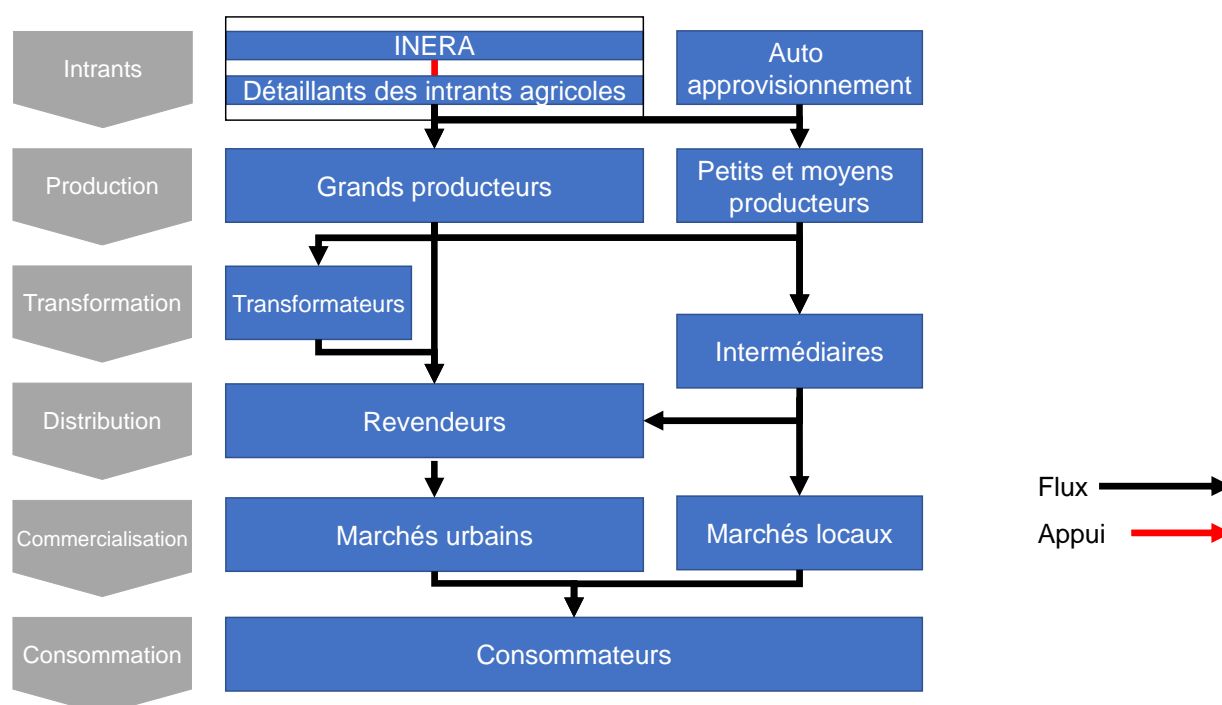 Intrants
INERA
Détaillants des intrants agricoles
Auto
approvisionnement
Production
Grands producteurs
Petits et moyens
producteurs
Transformation
Transformateurs
Intermédiaires
Distribution
Revendeurs
Flux
Appui
Commercialisation
Marchés urbains
Marchés locaux
Consommation
Consommateurs